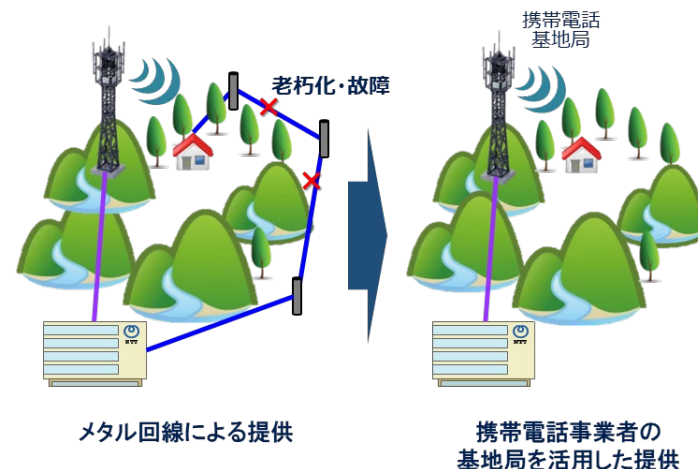 携帯電話
基地局
老朽化・故障
NTT
NTT
メタル回線による提供
携帯電話事業者の
基地局を活用した提供